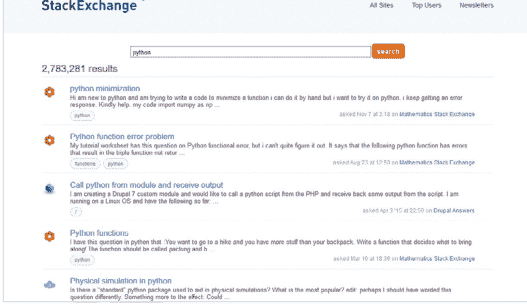 StackExchange
All Sites Top Users Newsletters
python search
2,783,281 results
python minimization
Hi am new to python and am trying to write a code to minimize a function i can do it by hand but i want to try it on python. i keep getting an error
response. Kindly help. my code import numpy as np ...
python
asked Nov 7 at 3:18 on Mathematics Stack Exchange
Python function error problem
My tutorial worksheet has this question on Python functional error, but i can't quite figure it out. It says that the following python function has errors
that result in the triple function not retur ...
functions python
asked Aug 23 at 12:50 on Mathematics Stack Exchange
Call python from module and receive output
I am creating a Drupal 7 custom module and would like to call a python script from the PHP and receive back some output from the script. I am
running on a Linux OS and have the following so far: ...
7
asked Apr 2 '15 at 22:50 on Drupal Answers
Python functions
I have this question in python that :You want to go to a hike and you have more stuff than your backpack. Write a function that decides what to bring
along! The function should be called packing and h...
python
asked Mar 10 at 18:39 on Mathematics Stack Exchange
Physical simulation in python
Is there a "standard" python package used to aid in physical simulations? What is the most popular? edit: perhaps I should have worded this
question differently. Something more to the effect: Could ...